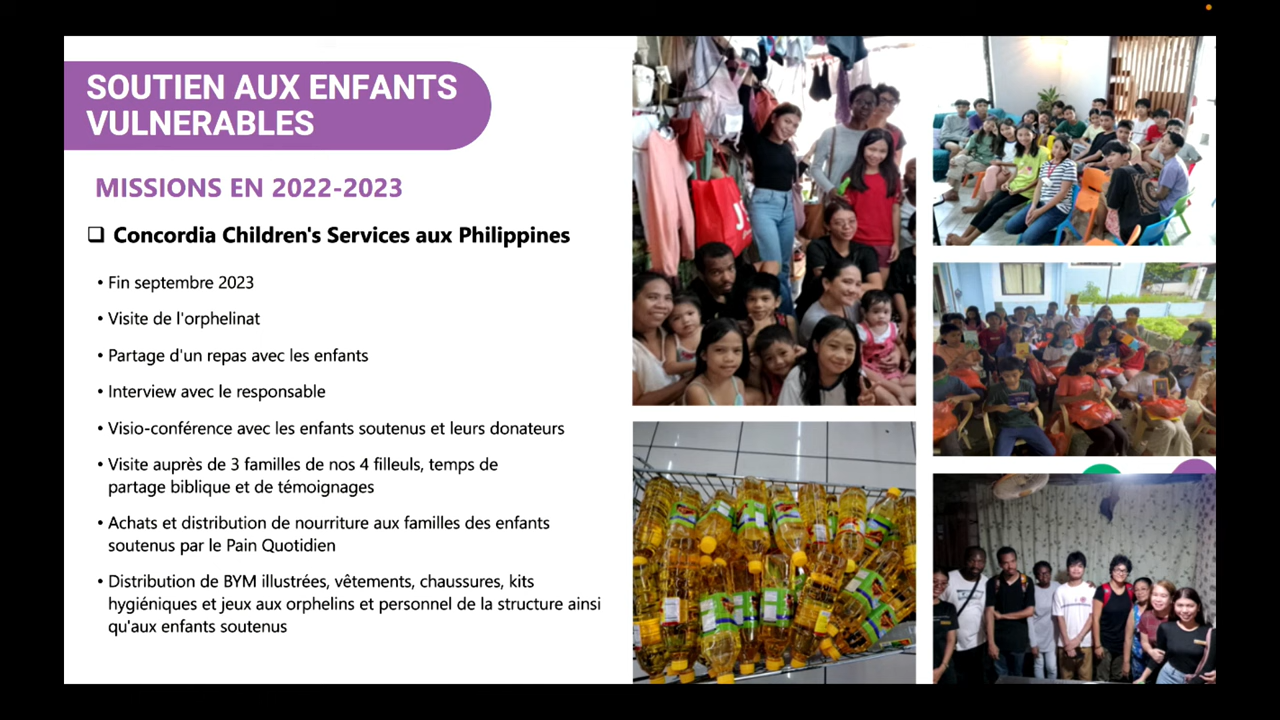 SOUTIEN AUX ENFANTS
VULNERABLES
MISSIONS EN 2022-2023
❑ Concordia Children's Services aux Philippines
• Fin septembre 2023
• Visite de l'orphelinat
• Partage d'un repas avec les enfants
• Interview avec le responsable
• Visio-conférence avec les enfants soutenus et leurs donateurs
• Visite auprès de 3 familles de nos 4 filleuls, temps de
partage biblique et de témoignages
• Achats et distribution de nourriture aux familles des enfants
soutenus par le Pain Quotidien
• Distribution de BYM illustrées, vêtements, chaussures, kits
hygiéniques et jeux aux orphelins et personnel de la structure ainsi
qu'aux enfants soutenus